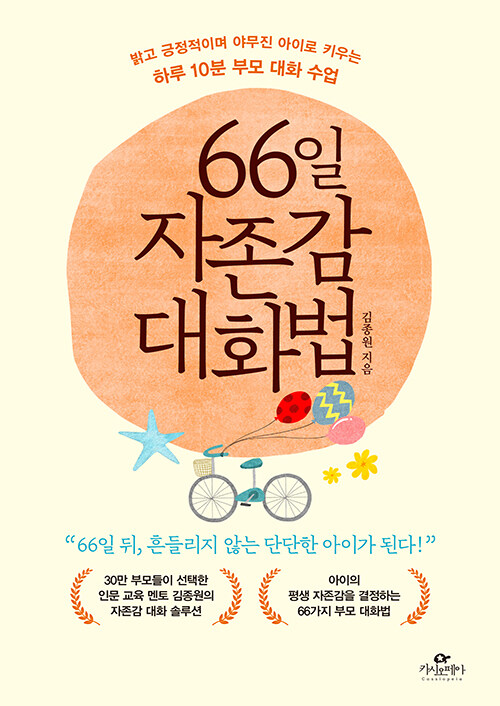 밝고 긍정적이며 야무진 아이로 키우는
하루 10분 부모 대화 수업
66일
자존감
대화법
김종원 지음
“66일 뒤, 흔들리지 않는 단단한 아이가 된다!”
30만 부모들이 선택한
인문 교육 멘토 김종원의
자존감 대화 솔루션
아이의
평생 자존감을 결정하는
66가지 부모 대화법
카시오페아
Cassiopeia